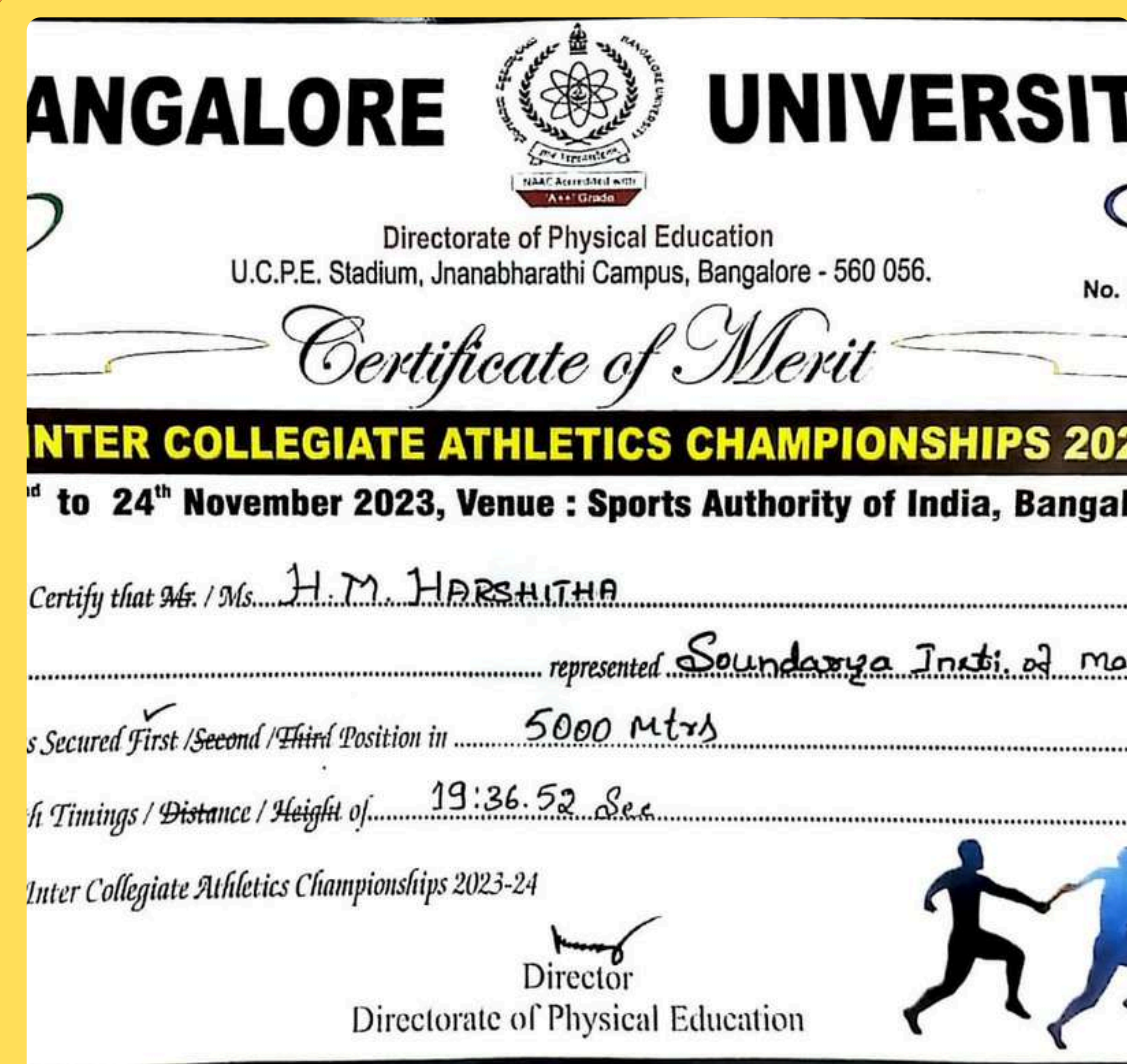 ANGALORE UNIVERSIT
BANGALORE UNIVERSITY
NAAC Accredited with
'A++' Grade
Directorate of Physical Education
U.C.P.E. Stadium, Jnanabharathi Campus, Bangalore - 560 056.
No.
Certificate of Merit
INTER COLLEGIATE ATHLETICS CHAMPIONSHIPS 202
nd to 24th November 2023, Venue : Sports Authority of India, Bangal
Certify that Mr. / Ms.... H. M. HARSHITHA
represented Soundarya Insti. of ma
s Secured First / Second / Third Position in ........ 5000 Mtrs
h Timings / Distance / Height of........ 19:36.52 Sec
Inter Collegiate Athletics Championships 2023-24
Director
Directorate of Physical Education